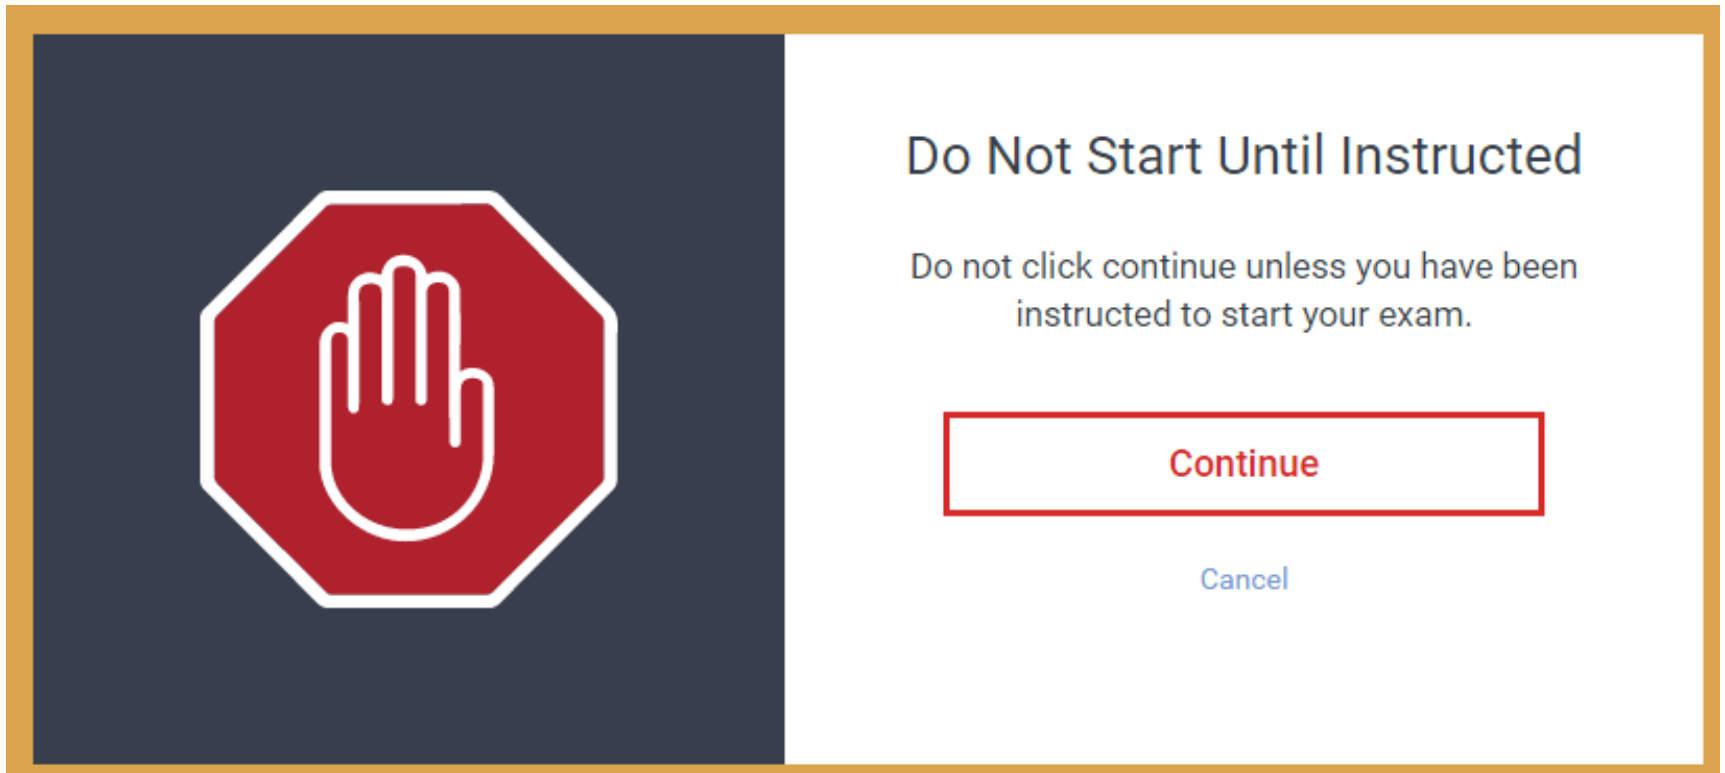 Do Not Start Until Instructed
Do not click continue unless you have been
instructed to start your exam.
Continue
Cancel